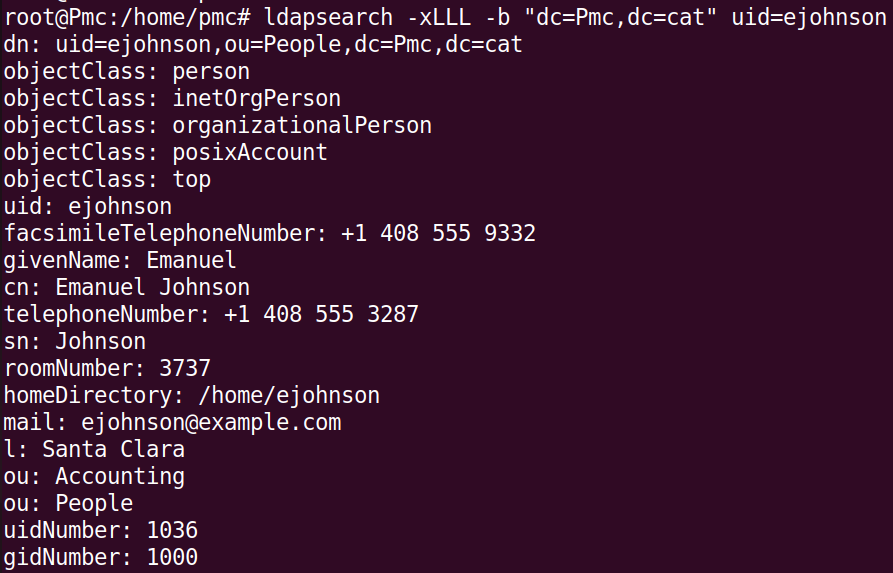 root@Pmc:/home/pmc# ldapsearch -xLLL -b "dc=Pmc,dc=cat" uid=ejohnson
dn: uid=ejohnson,ou=People,dc=Pmc,dc=cat
objectClass: person
objectClass: inetOrgPerson
objectClass: organizationalPerson
objectClass: posixAccount
objectClass: top
uid: ejohnson
facsimileTelephoneNumber: +1 408 555 9332
givenName: Emanuel
cn: Emanuel Johnson
telephoneNumber: +1 408 555 3287
sn: Johnson
roomNumber: 3737
homeDirectory: /home/ejohnson
mail: ejohnson@example.com
l: Santa Clara
ou: Accounting
ou: People
uidNumber: 1036
gidNumber: 1000